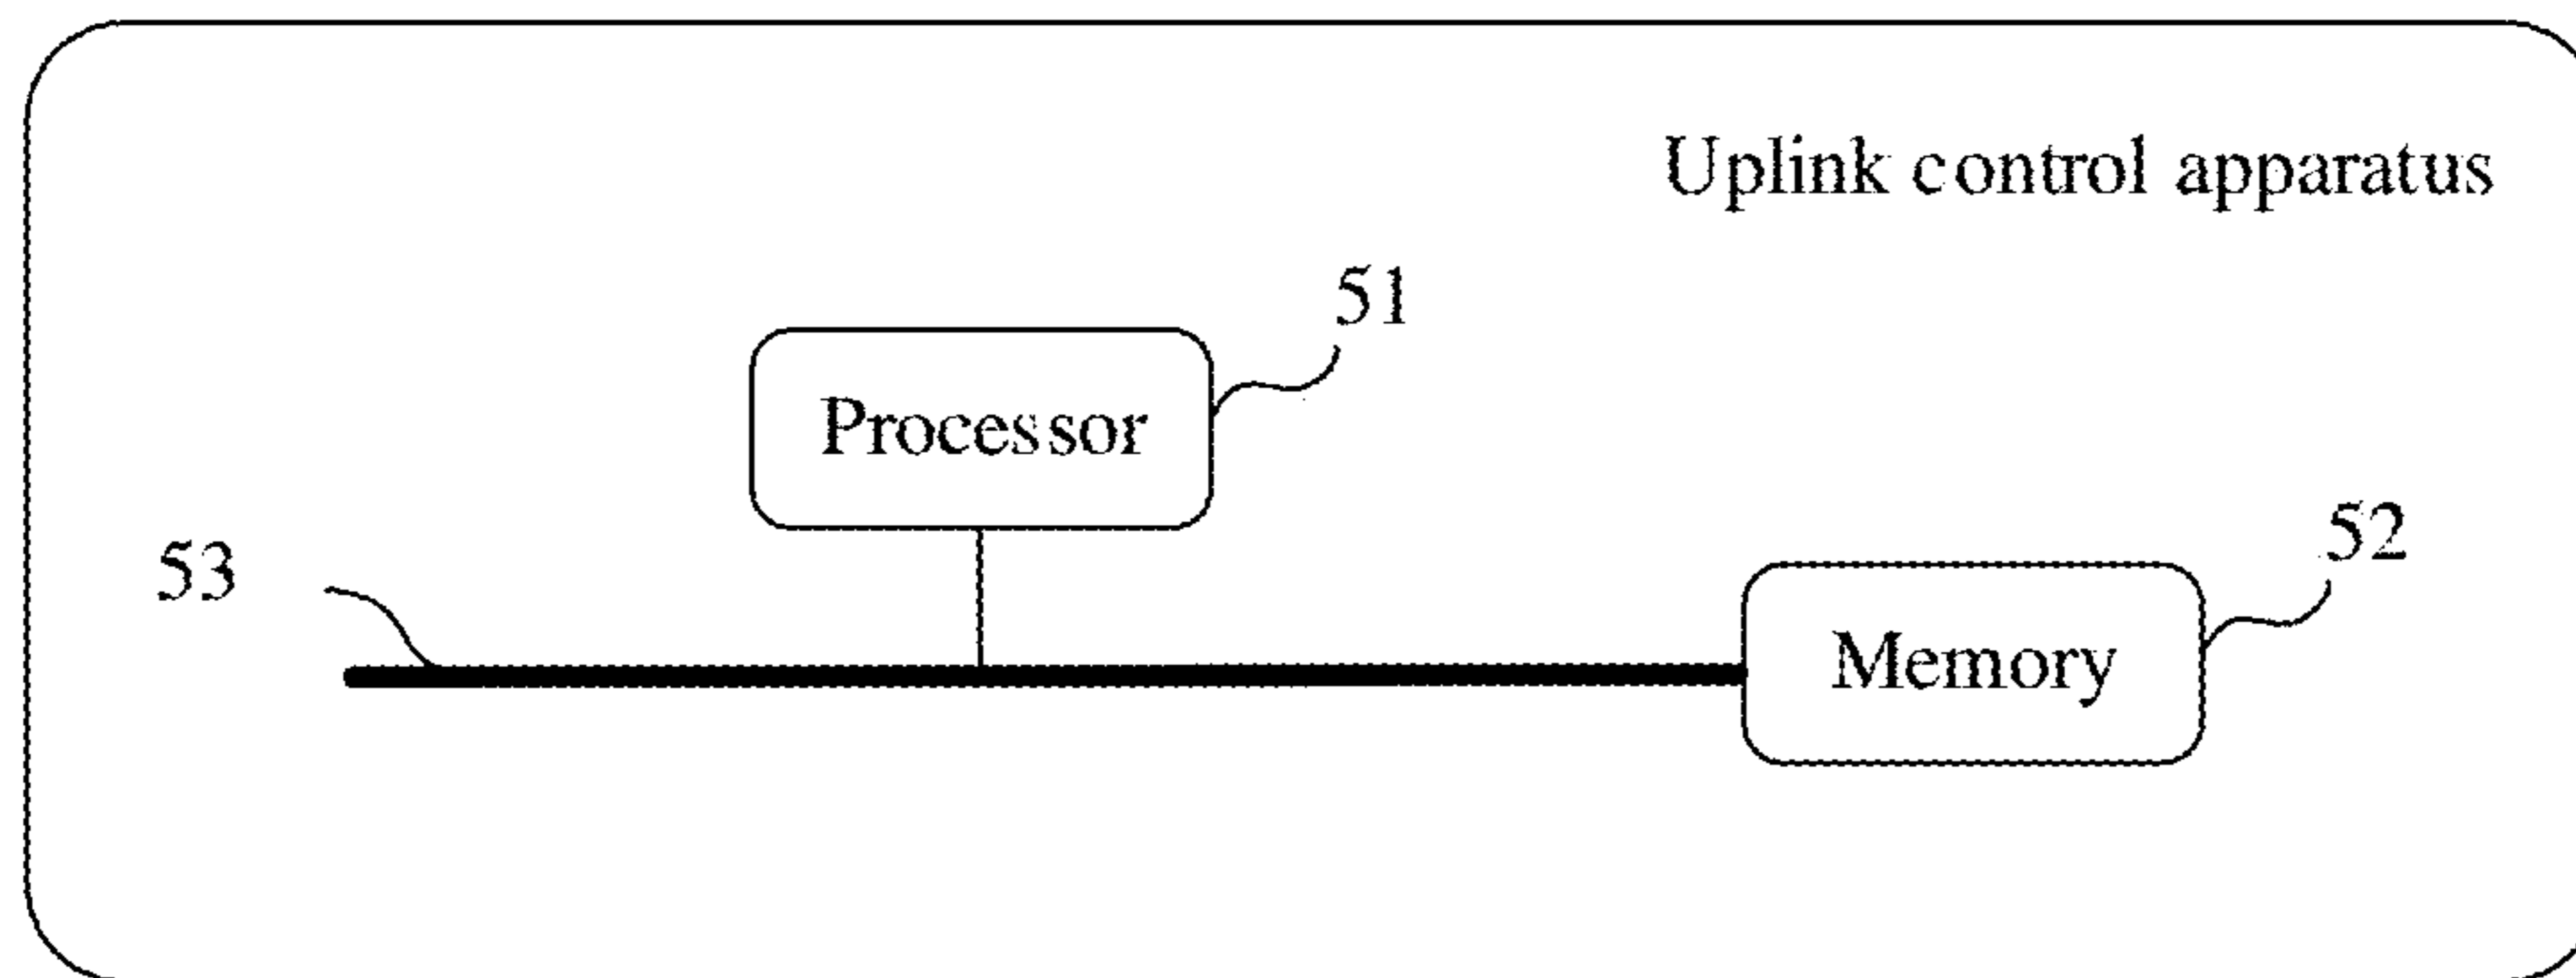 Uplink control apparatus
51
Processor
52
53
Memory